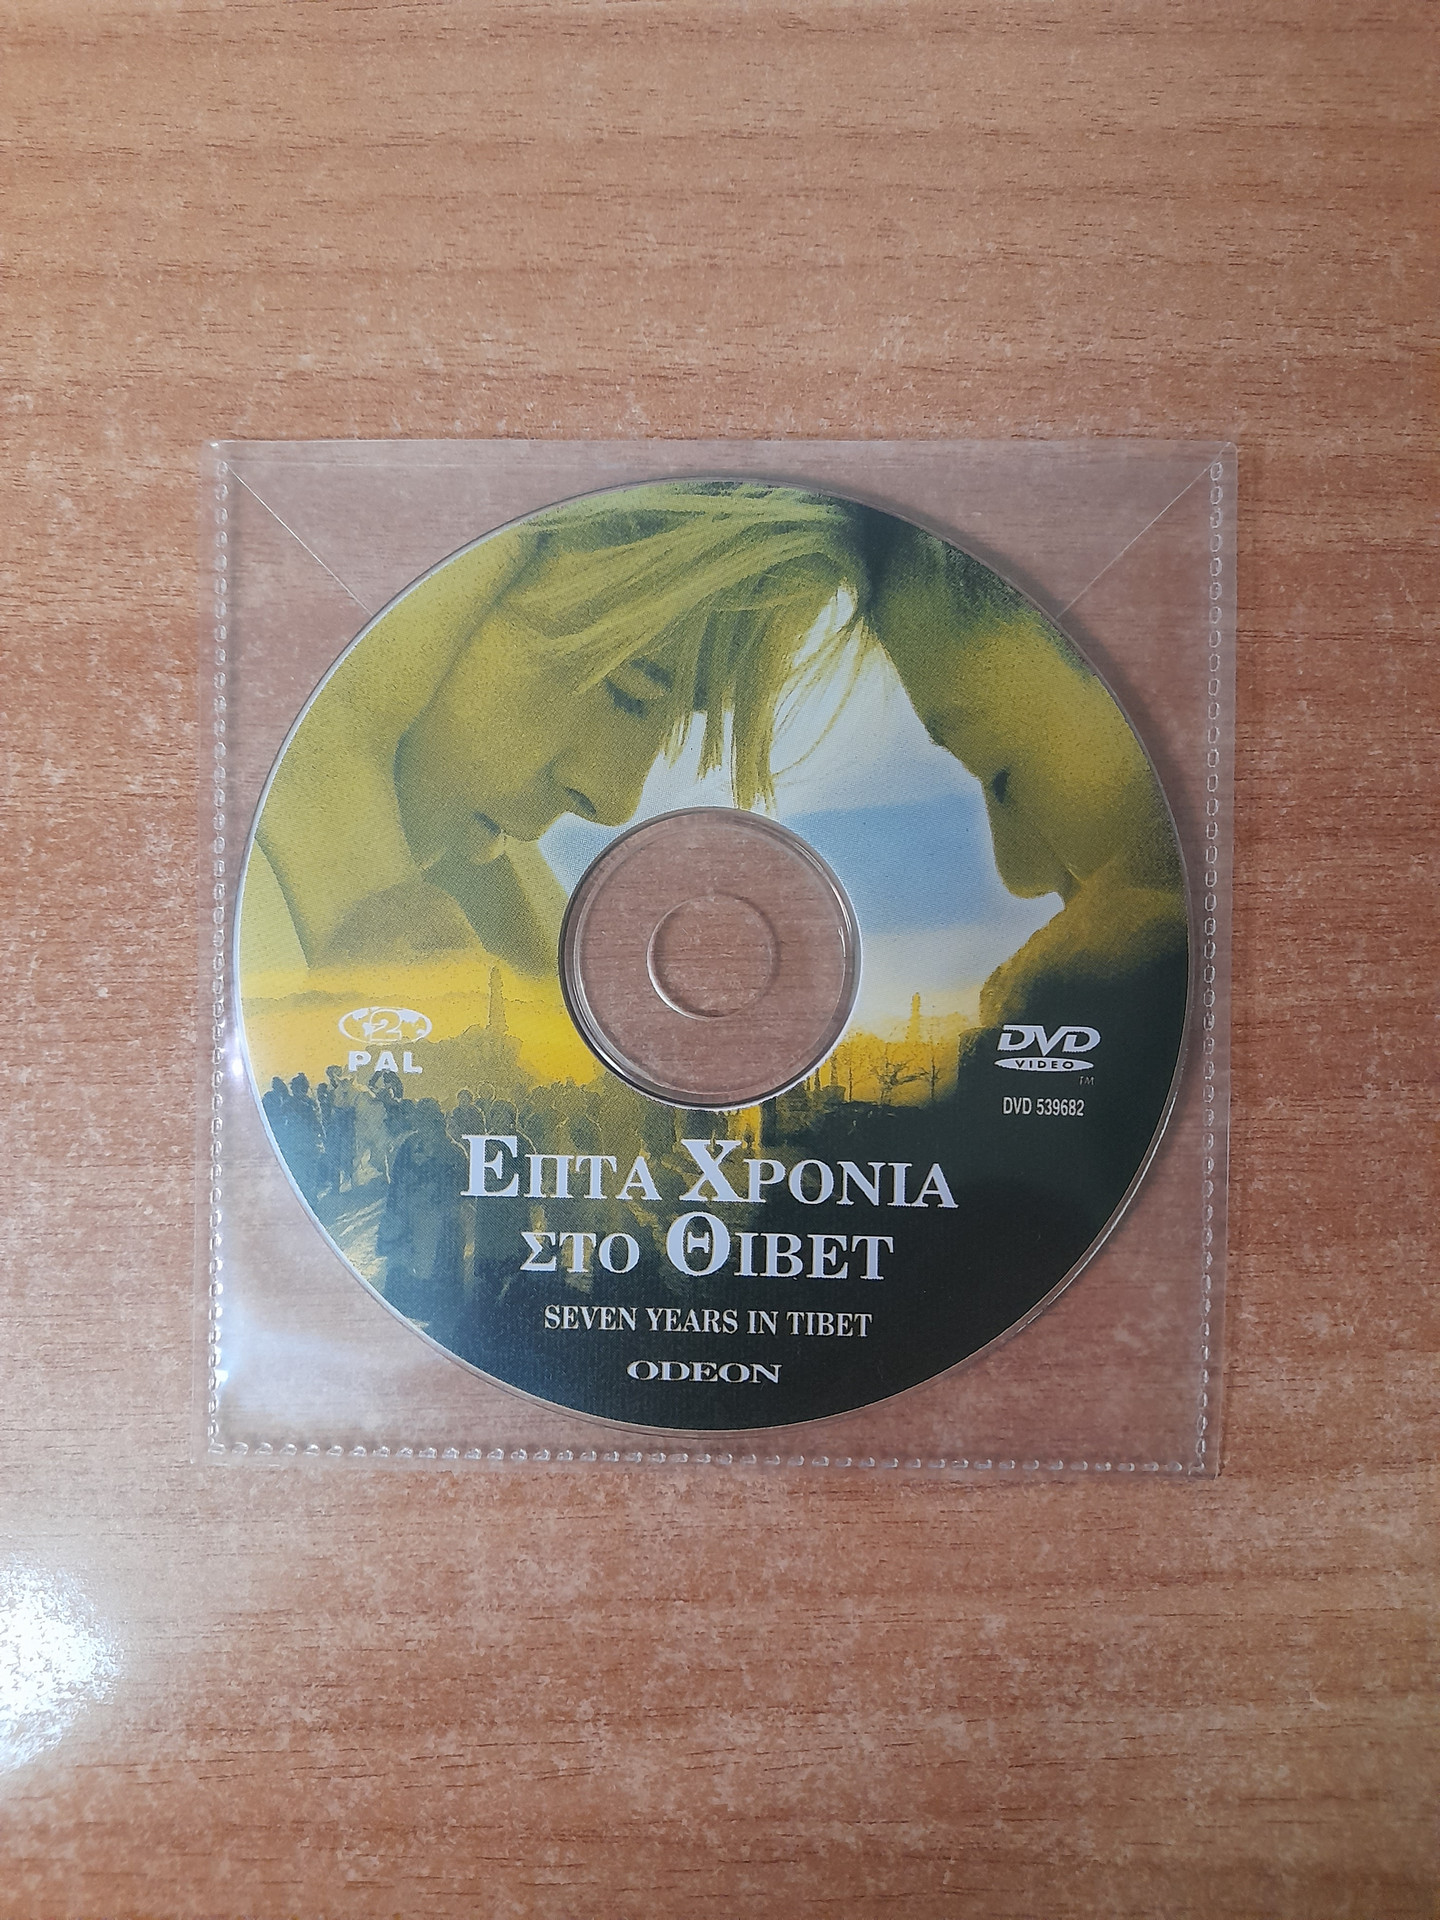 2
PAL
DVD
VIDEO
TM
DVD 539682
ΕΠΤΑ ΧΡΟΝΙΑ
ΣΤΟ ΘΙΒΕΤ
SEVEN YEARS IN TIBET
ODEON